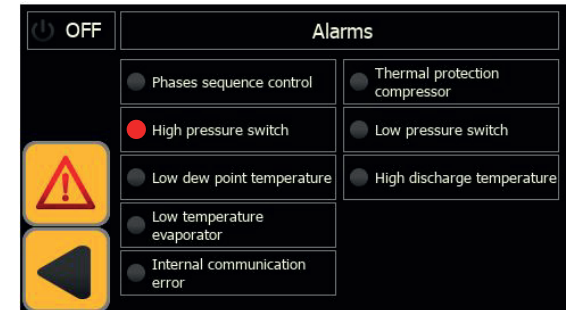 OFF
Alarms
Phases sequence control
Thermal protection
compressor
High pressure switch
Low pressure switch
Low dew point temperature
High discharge temperature
Low temperature
evaporator
Internal communication
error